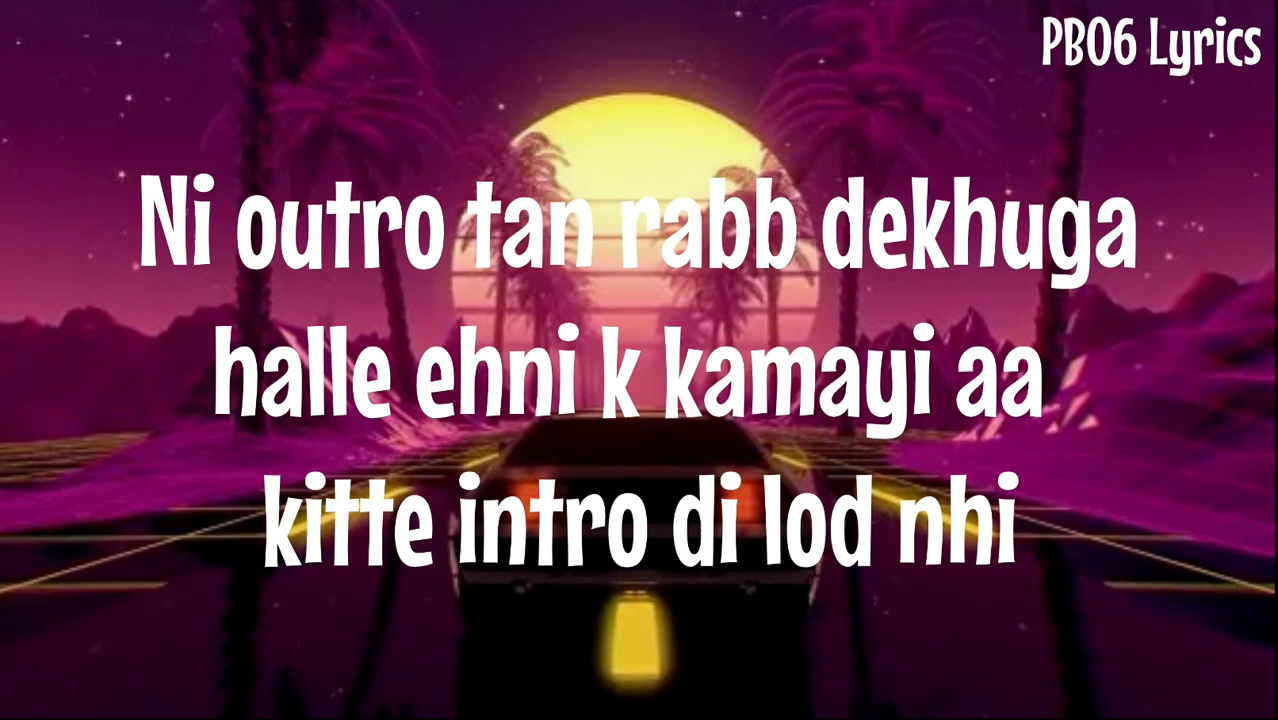 PB06 Lyrics
Ni outro tan rabb dekhuga
halle ehni k kamayi aa
kitte intro di lod nhi